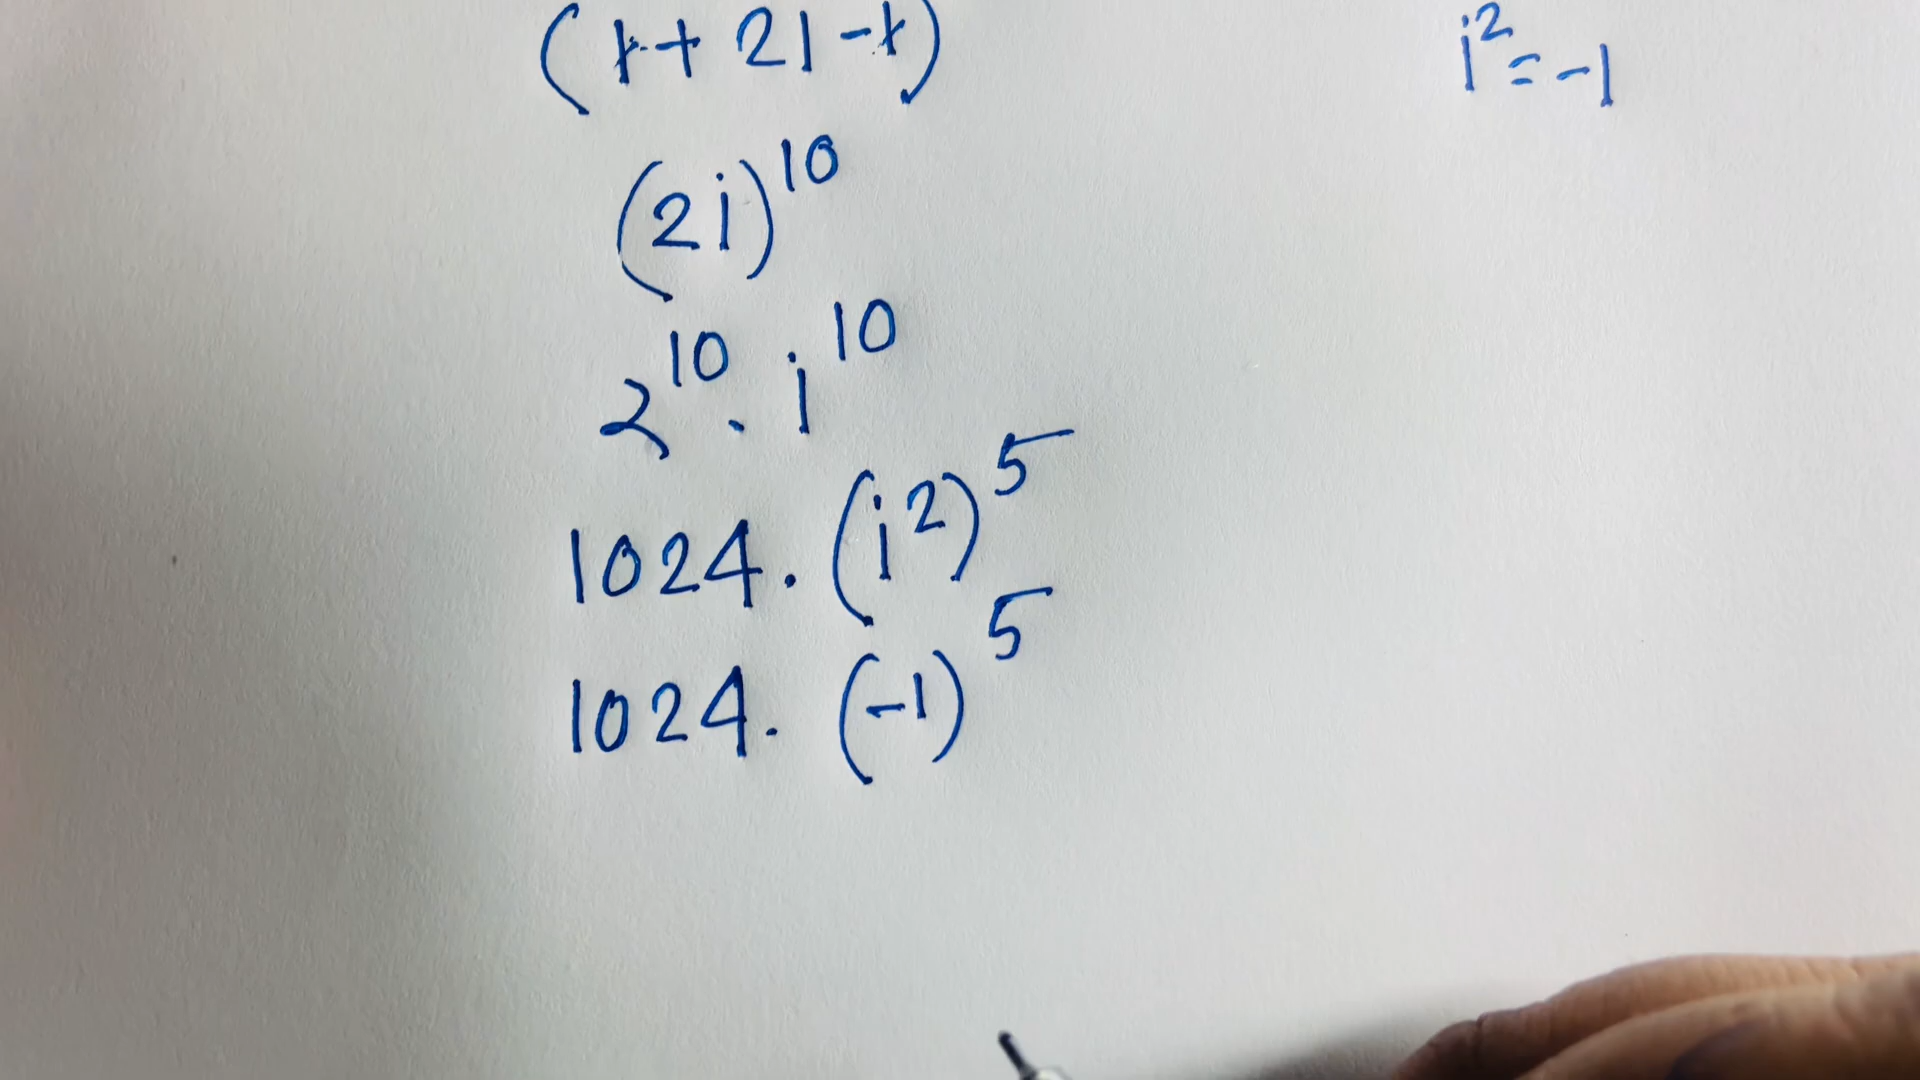 (1 + 2i - 1)
i² = -1
(2i)¹⁰
2¹⁰ . i¹⁰
1024 . (i²)⁵
1024 . (-1)⁵